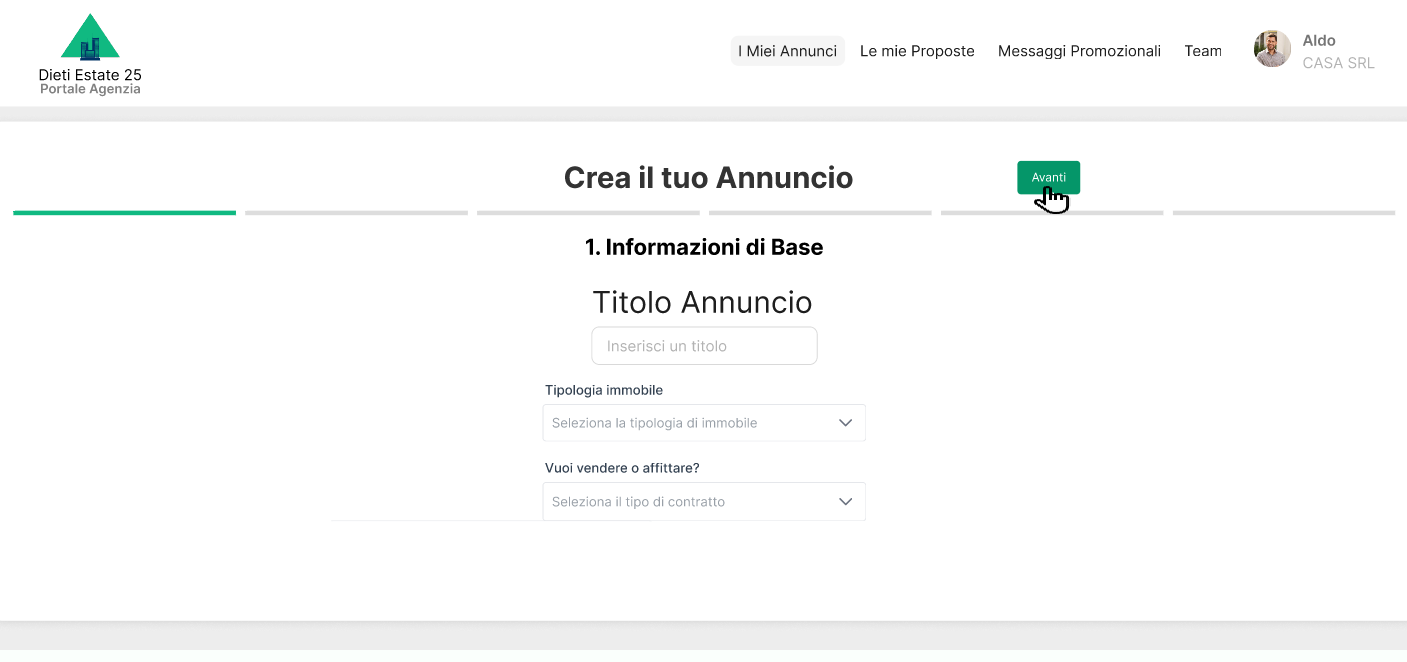 Dieti Estate 25
Portale Agenzia
I Miei Annunci
Le mie Proposte
Messaggi Promozionali
Team
Aldo
CASA SRL
Crea il tuo Annuncio
Avanti
1. Informazioni di Base
Titolo Annuncio
Inserisci un titolo
Tipologia immobile
Seleziona la tipologia di immobile
Vuoi vendere o affittare?
Seleziona il tipo di contratto